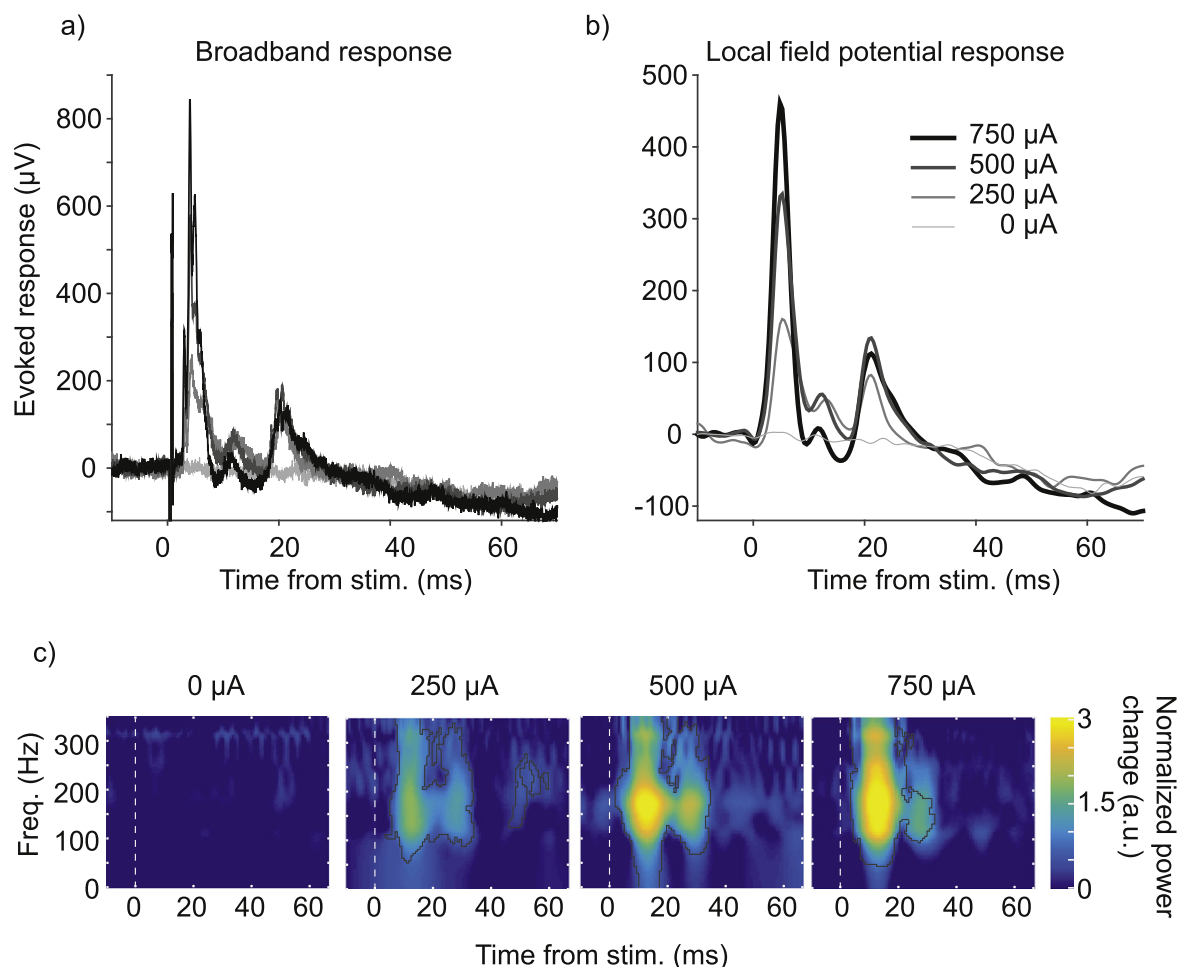 a)
Broadband response
800
600
400
200
0
Evoked response (µV)
0 20 40 60
Time from stim. (ms)
b)
Local field potential response
500
400
300
200
100
0
-100
750 µA
500 µA
250 µA
0 µA
0 20 40 60
Time from stim. (ms)
c)
0 µA 250 µA 500 µA 750 µA
Freq. (Hz)
300
200
100
0
0 20 40 60
0 20 40 60
0 20 40 60
0 20 40 60
Time from stim. (ms)
3
1.5
0
Normalized power
change (a.u.)